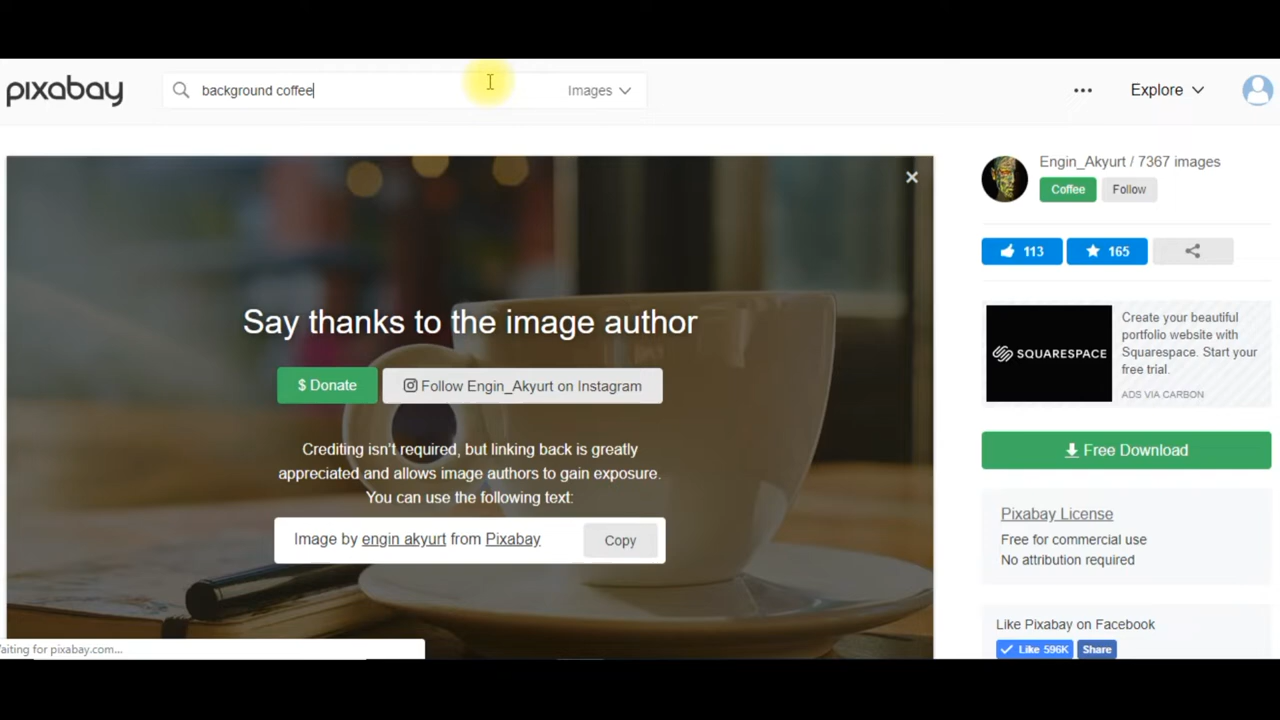 pixabay
background coffee
Images
Explore
Engin_Akyurt / 7367 images
Coffee
Follow
113
165
Say thanks to the image author
$ Donate
Follow Engin_Akyurt on Instagram
Crediting isn't required, but linking back is greatly
appreciated and allows image authors to gain exposure.
You can use the following text:
Image by engin akyurt from Pixabay
Copy
SQUARESPACE
Create your beautiful
portfolio website with
Squarespace. Start your
free trial.
ADS VIA CARBON
Free Download
Pixabay License
Free for commercial use
No attribution required
Like Pixabay on Facebook
Like 596K
Share
aiting for pixabay.com...